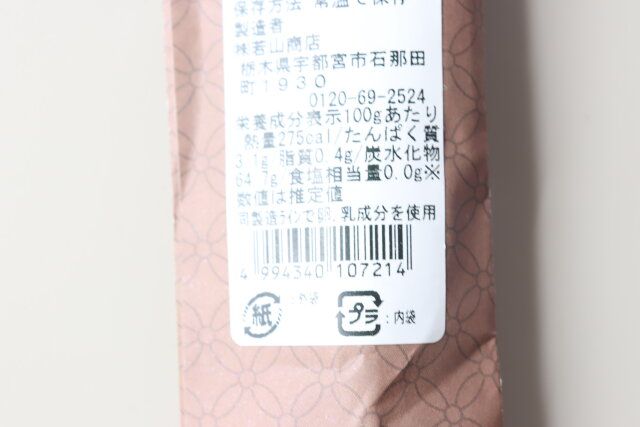 保存方法 常温で保存
製造者
㈱若山商店
栃木県宇都宮市石那田
町1930
0120-69-2524
栄養成分表示100gあたり
熱量275cal/たんぱく質
3.1g 脂質0.4g/炭水化物
64.7g/食塩相当量0.0g※
数値は推定値
同製造ラインで卵、乳成分を使用
4 994340 107214
紙 :外袋
プラ :内袋